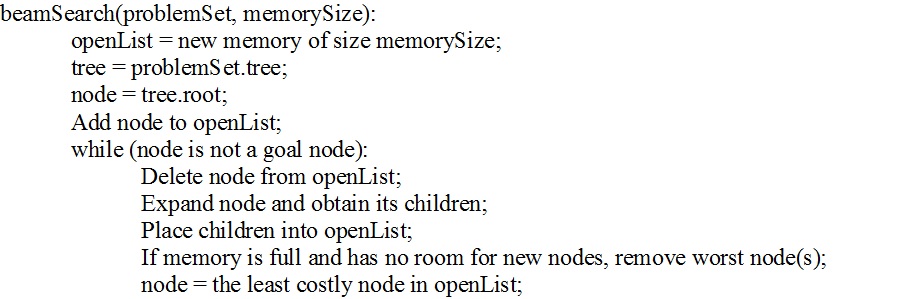 beamSearch(problemSet, memorySize):
openList = new memory of size memorySize;
tree = problemSet.tree;
node = tree.root;
Add node to openList;
while (node is not a goal node):
Delete node from openList;
Expand node and obtain its children;
Place children into openList;
If memory is full and has no room for new nodes, remove worst node(s);
node = the least costly node in openList;